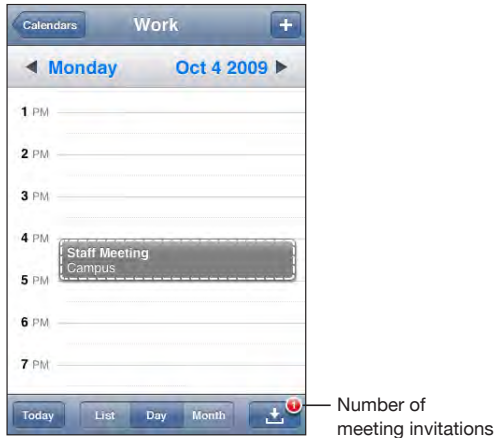 Calendars Work +
Monday Oct 4 2009
1 PM
2 PM
3 PM
4 PM
Staff Meeting
Campus
5 PM
6 PM
7 PM
Today List Day Month 1
Number of
meeting invitations